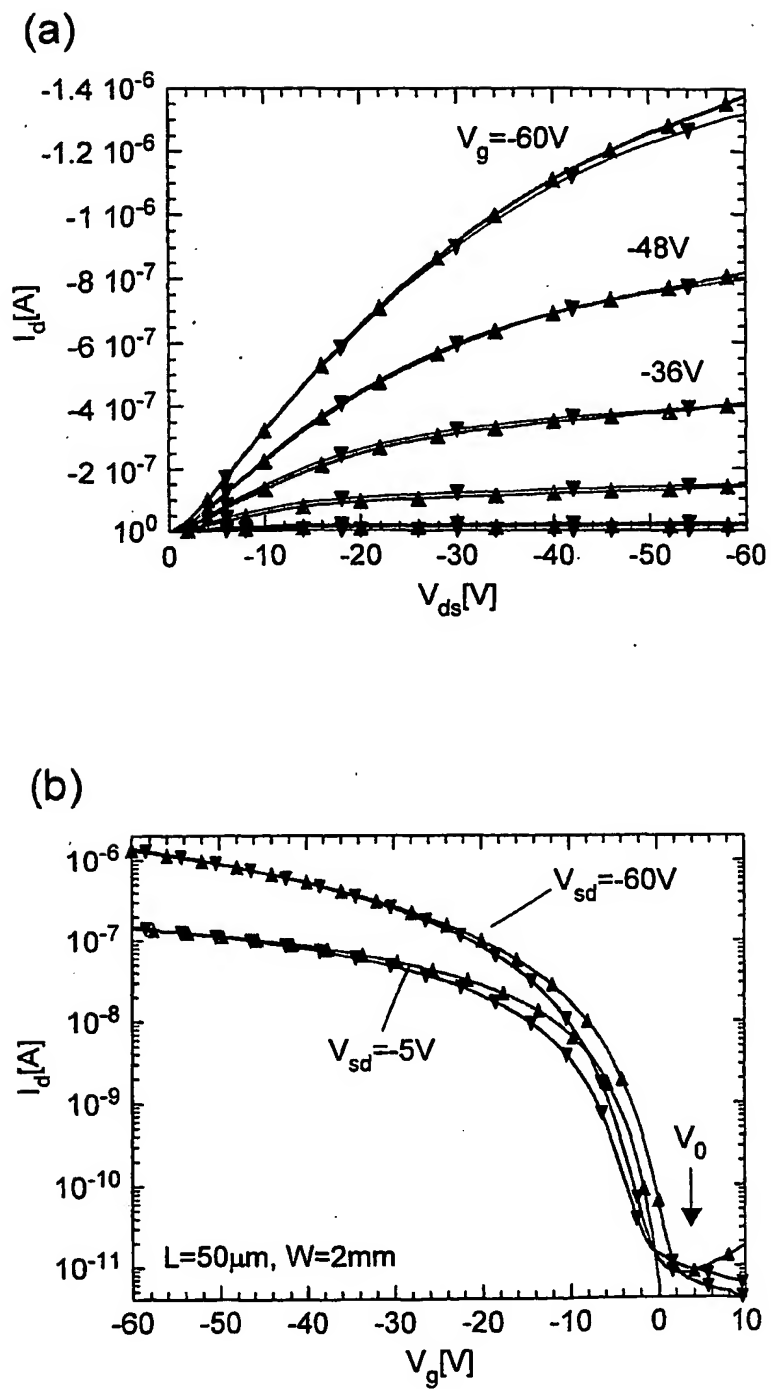 (a)
-1.4 10⁻⁶
-1.2 10⁻⁶
-1 10⁻⁶
-8 10⁻⁷
-6 10⁻⁷
-4 10⁻⁷
-2 10⁻⁷
10⁰
I_d[A]
V_g=-60V
-48V
-36V
0 -10 -20 -30 -40 -50 -60
V_ds[V]
(b)
10⁻⁶
10⁻⁷
10⁻⁸
10⁻⁹
10⁻¹⁰
10⁻¹¹
I_d[A]
V_sd=-60V
V_sd=-5V
V₀
L=50μm, W=2mm
-60 -50 -40 -30 -20 -10 0 10
V_g[V]